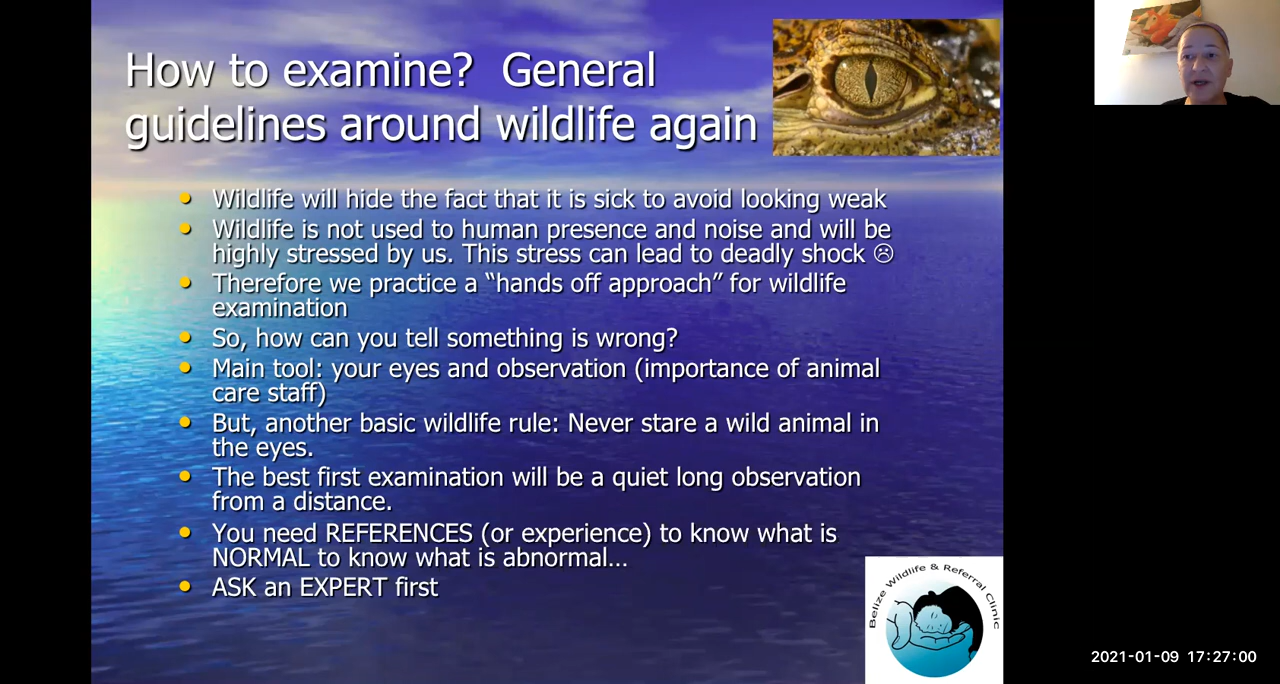 How to examine?  General
guidelines around wildlife again
• Wildlife will hide the fact that it is sick to avoid looking weak
• Wildlife is not used to human presence and noise and will be
highly stressed by us. This stress can lead to deadly shock ☹
• Therefore we practice a “hands off approach” for wildlife
examination
• So, how can you tell something is wrong?
• Main tool: your eyes and observation (importance of animal
care staff)
• But, another basic wildlife rule: Never stare a wild animal in
the eyes.
• The best first examination will be a quiet long observation
from a distance.
• You need REFERENCES (or experience) to know what is
NORMAL to know what is abnormal…
• ASK an EXPERT first
Belize Wildlife & Referral Clinic
2021-01-09 17:27:00